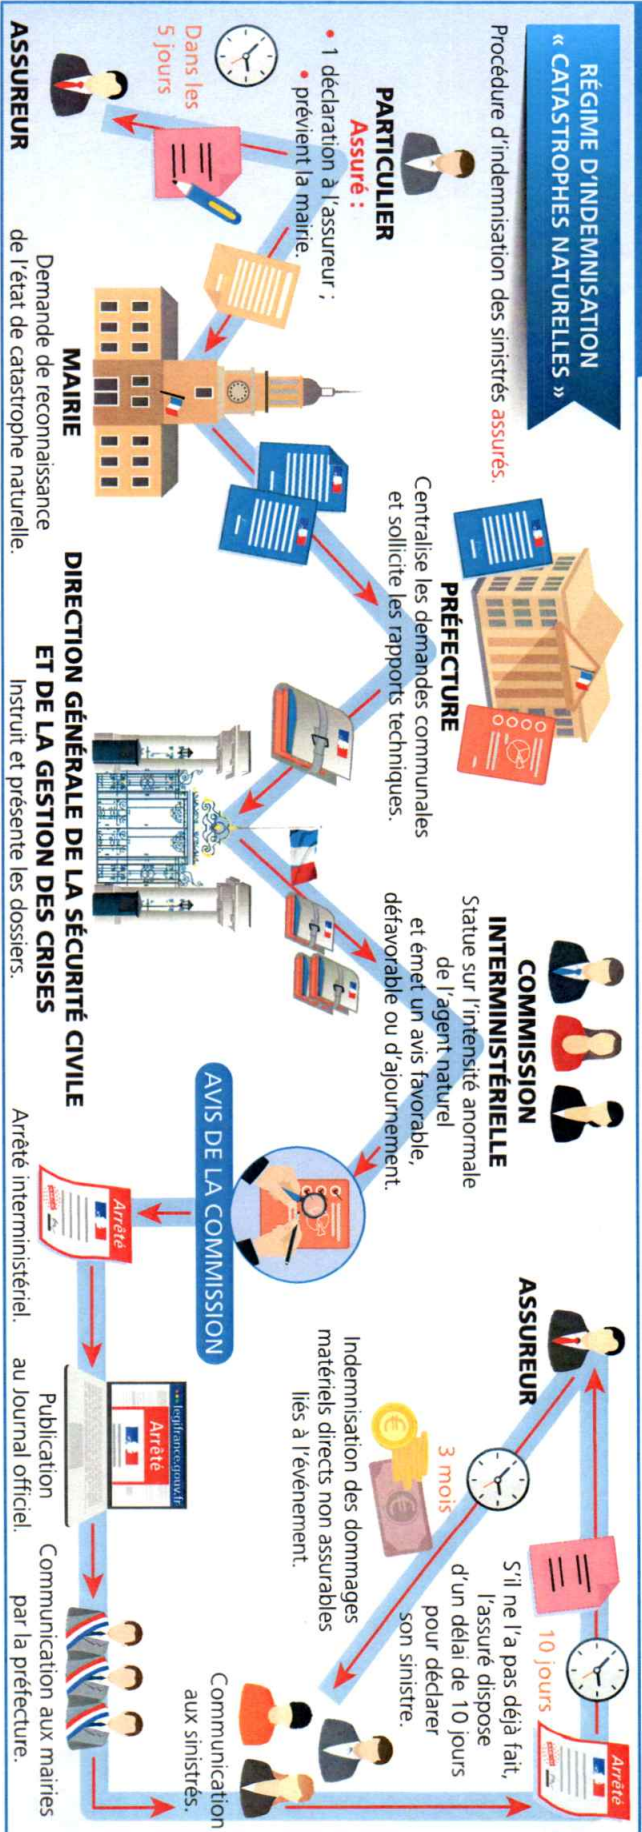 RÉGIME D'INDEMNISATION
« CATASTROPHES NATURELLES »
Procédure d'indemnisation des sinistrés assurés.
PARTICULIER
Assuré :
• 1 déclaration à l'assureur ;
• prévient la mairie.
Dans les
5 jours
ASSUREUR
MAIRIE
Demande de reconnaissance
de l'état de catastrophe naturelle.
PRÉFECTURE
Centralise les demandes communales
et sollicite les rapports techniques.
DIRECTION GÉNÉRALE DE LA SÉCURITÉ CIVILE
ET DE LA GESTION DES CRISES
Instruit et présente les dossiers.
COMMISSION
INTERMINISTÉRIELLE
Statue sur l'intensité anormale
de l'agent naturel
et émet un avis favorable,
défavorable ou d'ajournement.
AVIS DE LA COMMISSION
Arrêté
Arrêté interministériel.
legifrance.gouv.fr
Arrêté
Publication
au Journal officiel.
Communication aux mairies
par la préfecture.
Communication
aux sinistrés.
Arrêté
10 jours
S'il ne l'a pas déjà fait,
l'assuré dispose
d'un délai de 10 jours
pour déclarer
son sinistre.
ASSUREUR
3 mois
Indemnisation des dommages
matériels directs non assurables
liés à l'événement.